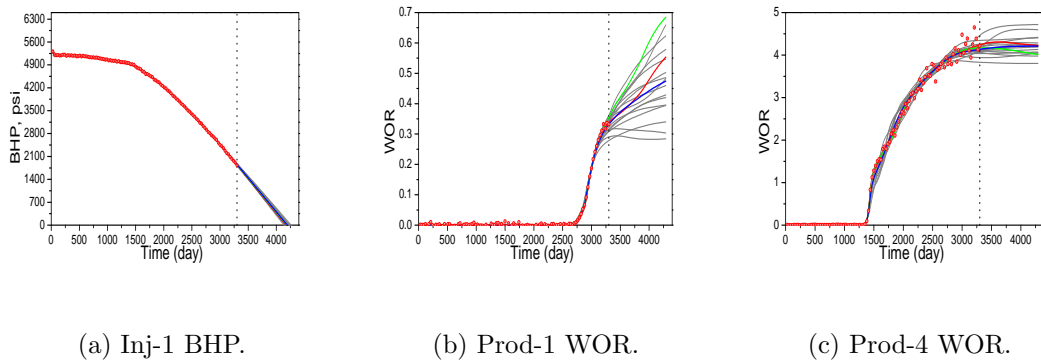 6300
5600
4900
4200
3500
2800
2100
1400
700
0
BHP, psi
0 500 1000 1500 2000 2500 3000 3500 4000
Time (day)
0.7
0.6
0.5
0.4
0.3
0.2
0.1
0.0
WOR
0 500 1000 1500 2000 2500 3000 3500 4000
Time (day)
5
4
3
2
1
0
WOR
0 500 1000 1500 2000 2500 3000 3500 4000
Time (day)
(a) Inj-1 BHP.
(b) Prod-1 WOR.
(c) Prod-4 WOR.